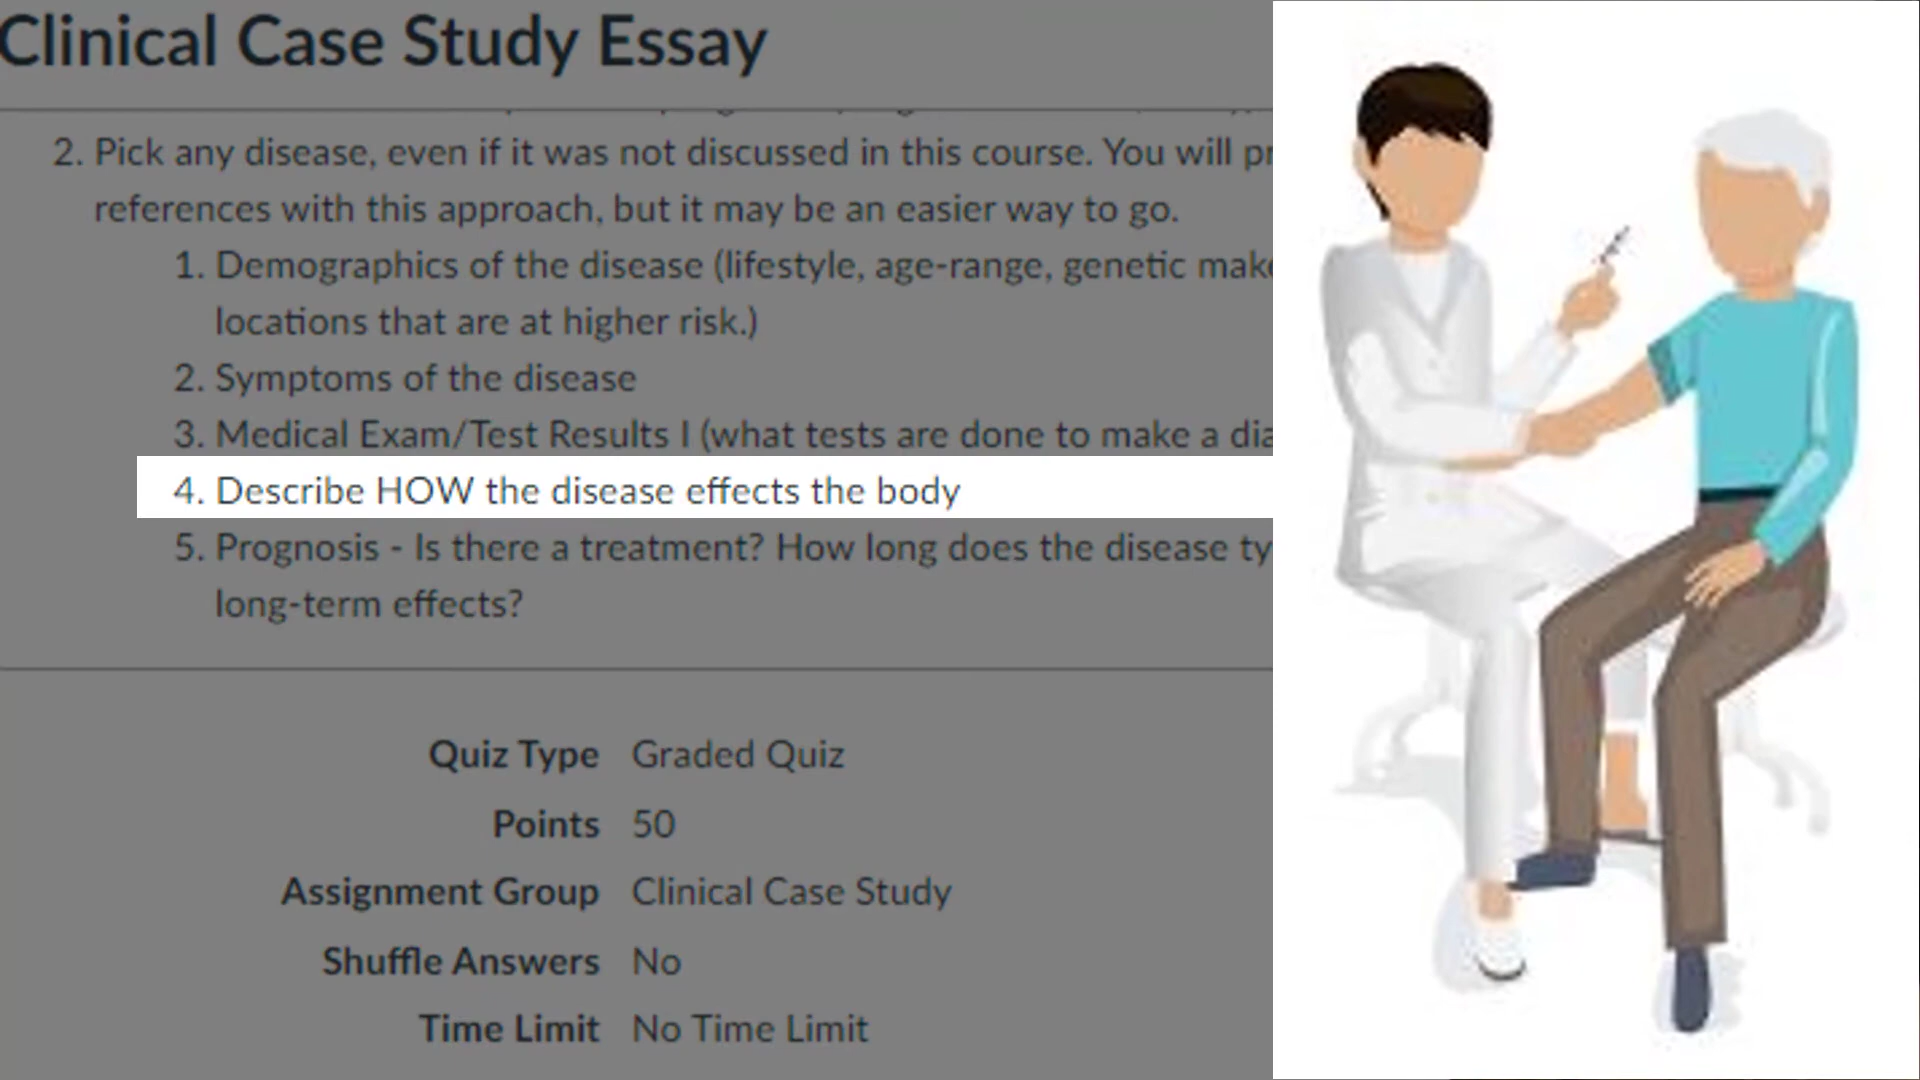 Clinical Case Study Essay
2. Pick any disease, even if it was not discussed in this course. You will
references with this approach, but it may be an easier way to go.
1. Demographics of the disease (lifestyle, age-range, genetic
locations that are at higher risk.)
2. Symptoms of the disease
3. Medical Exam/Test Results I (what tests are done to make a
4. Describe HOW the disease effects the body
5. Prognosis - Is there a treatment? How long does the disease
long-term effects?
Quiz Type Graded Quiz
Points 50
Assignment Group Clinical Case Study
Shuffle Answers No
Time Limit No Time Limit